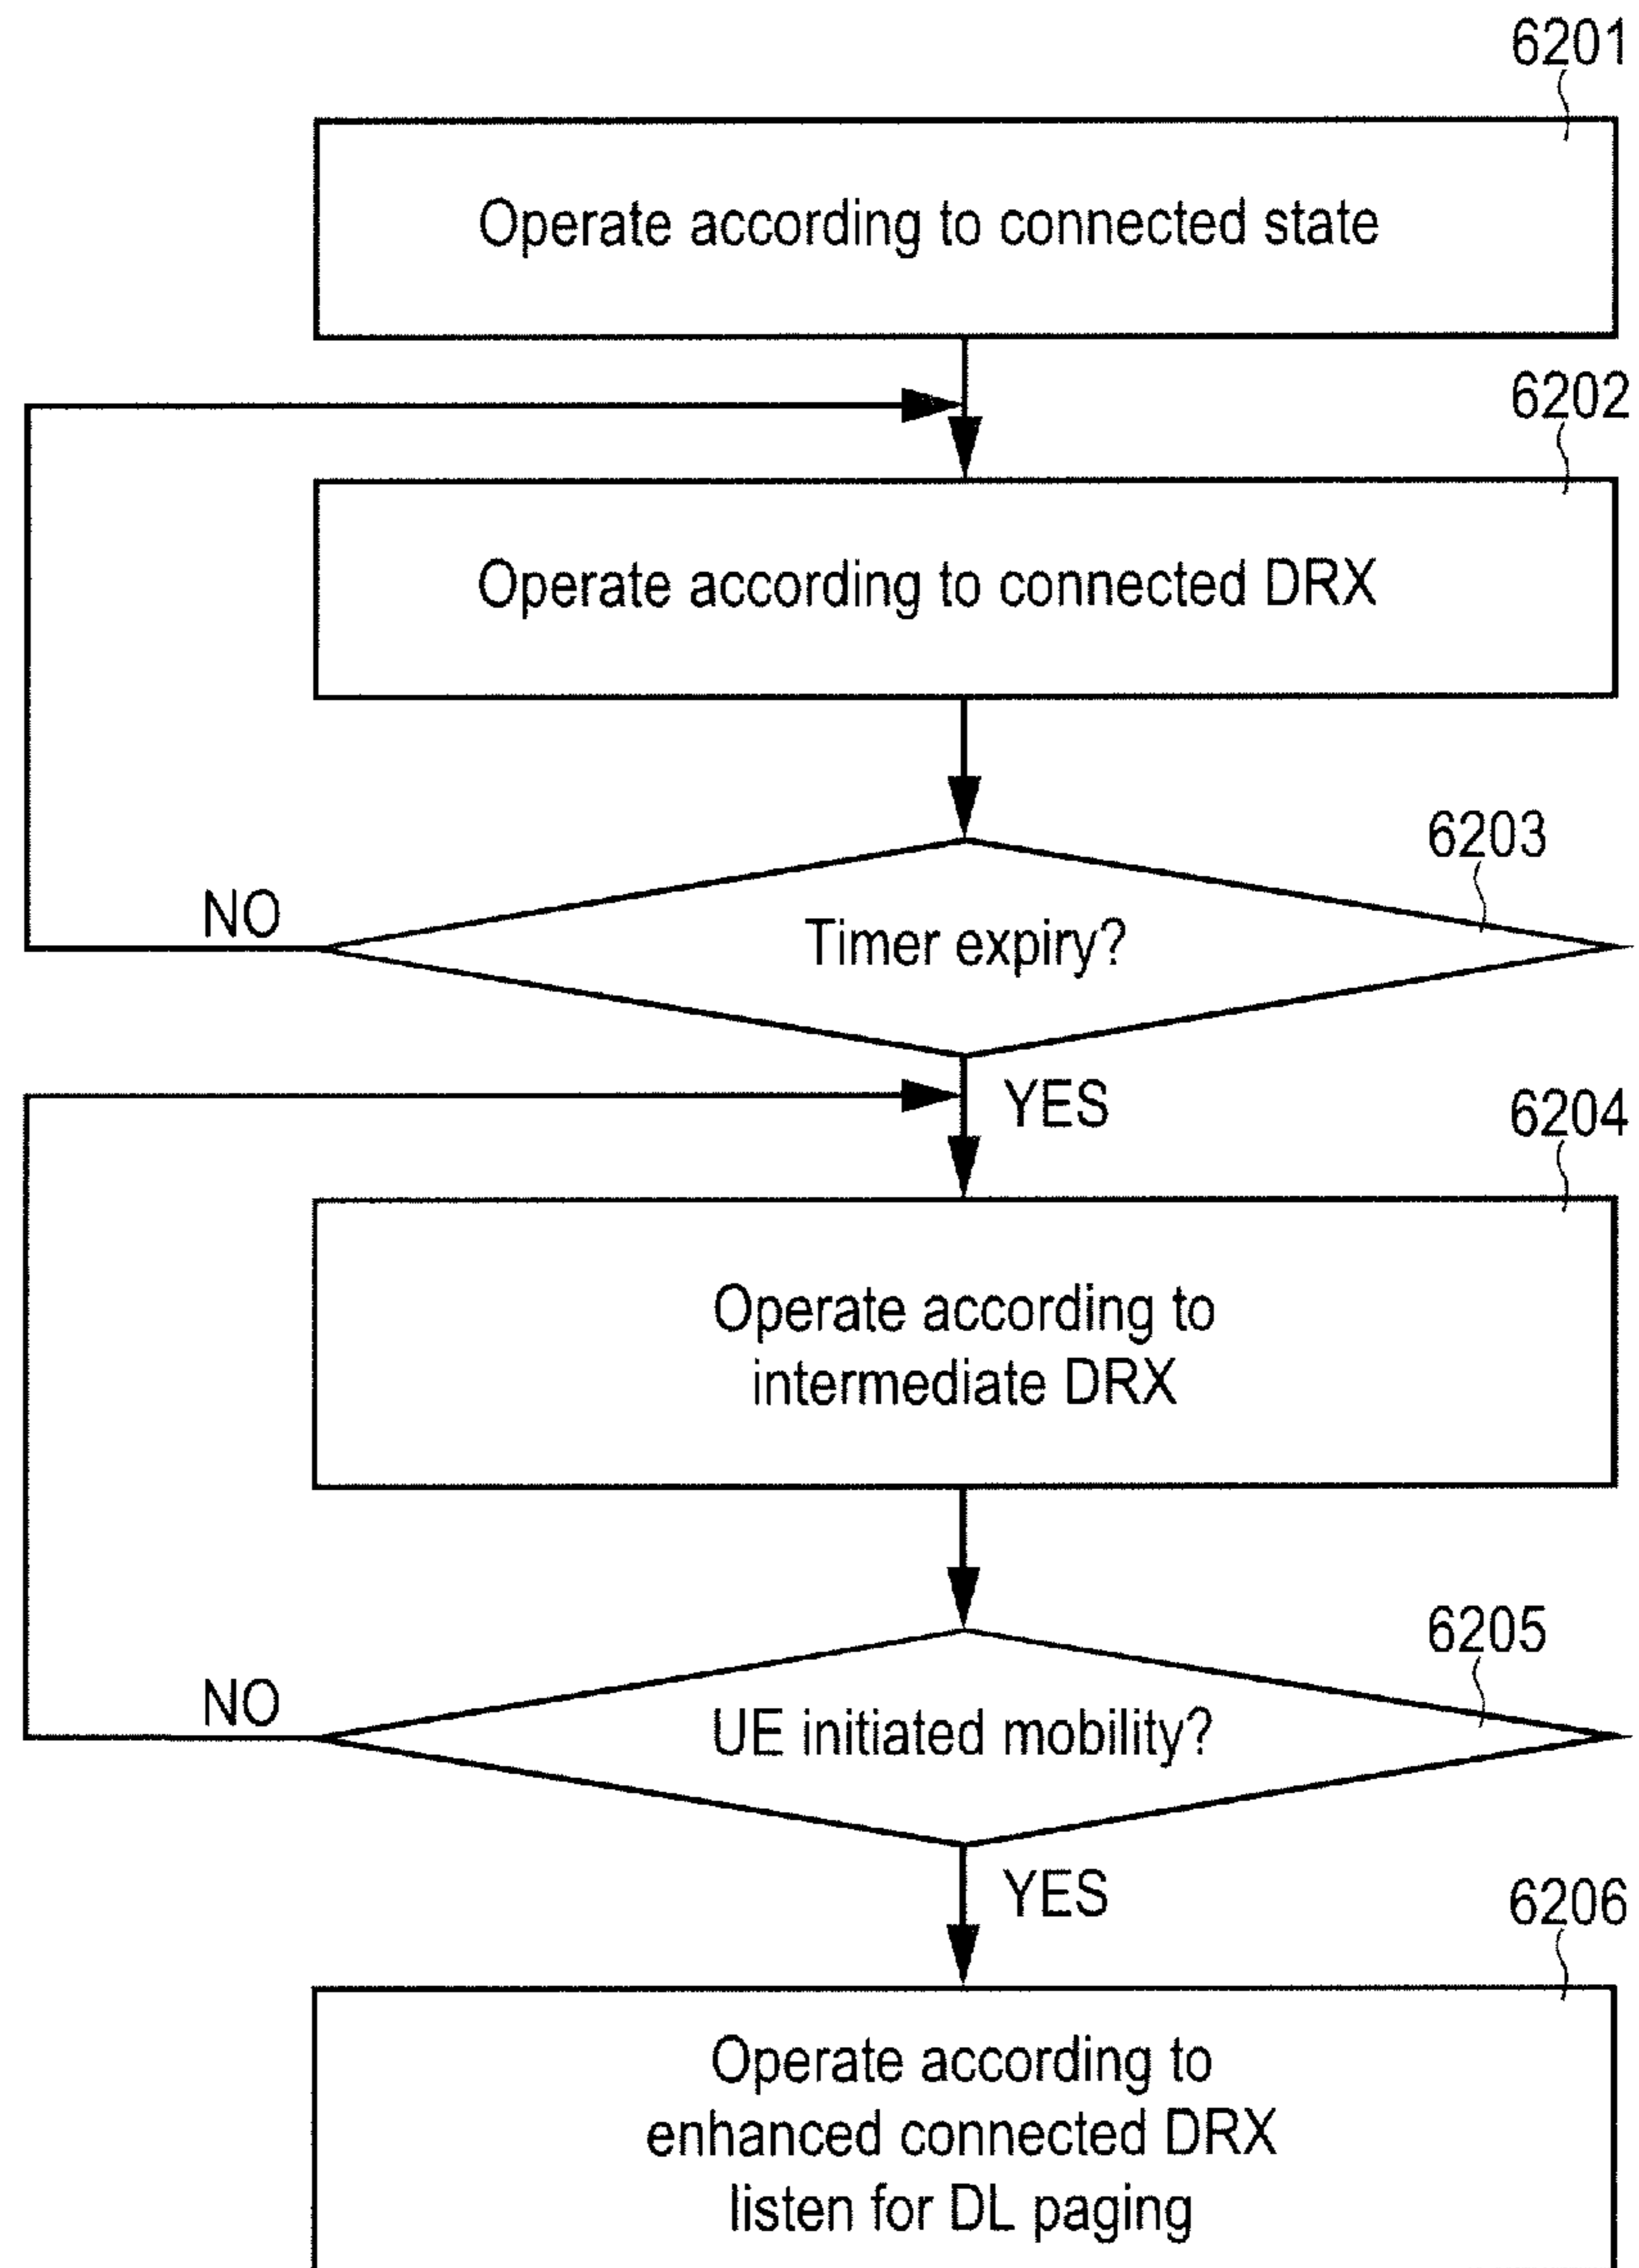 6201
Operate according to connected state
6202
Operate according to connected DRX
6203
Timer expiry?
NO
YES
6204
Operate according to
intermediate DRX
6205
UE initiated mobility?
NO
YES
6206
Operate according to
enhanced connected DRX
listen for DL paging